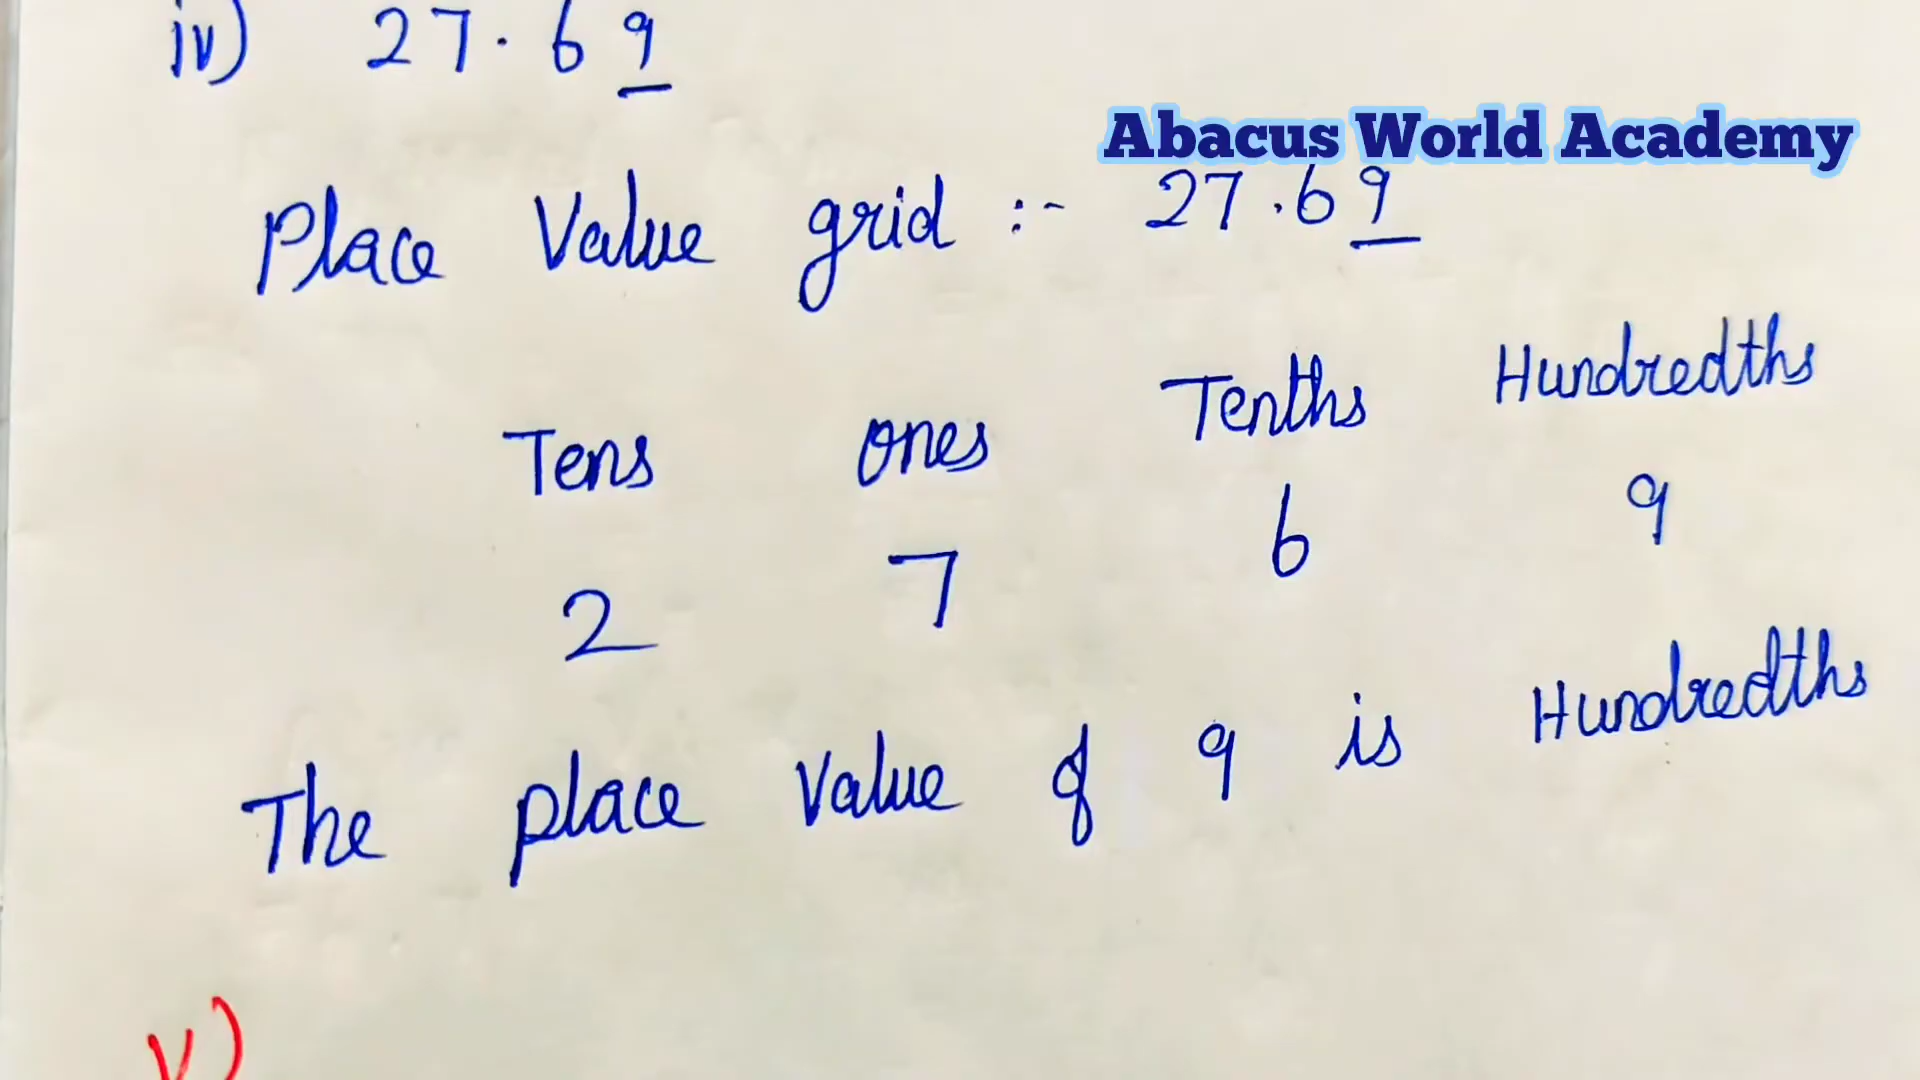 iv) 27.69
Abacus World Academy
Place Value grid :- 27.69
Tens ones Tenths Hundredths
2 7 6 9
The place value of 9 is Hundredths
v)